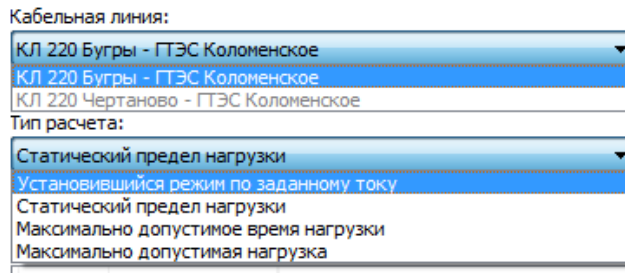 Кабельная линия:
КЛ 220 Бугры - ГТЭС Коломенское
КЛ 220 Бугры - ГТЭС Коломенское
КЛ 220 Чертаново - ГТЭС Коломенское
Тип расчета:
Статический предел нагрузки
Установившийся режим по заданному току
Статический предел нагрузки
Максимально допустимое время нагрузки
Максимально допустимая нагрузка